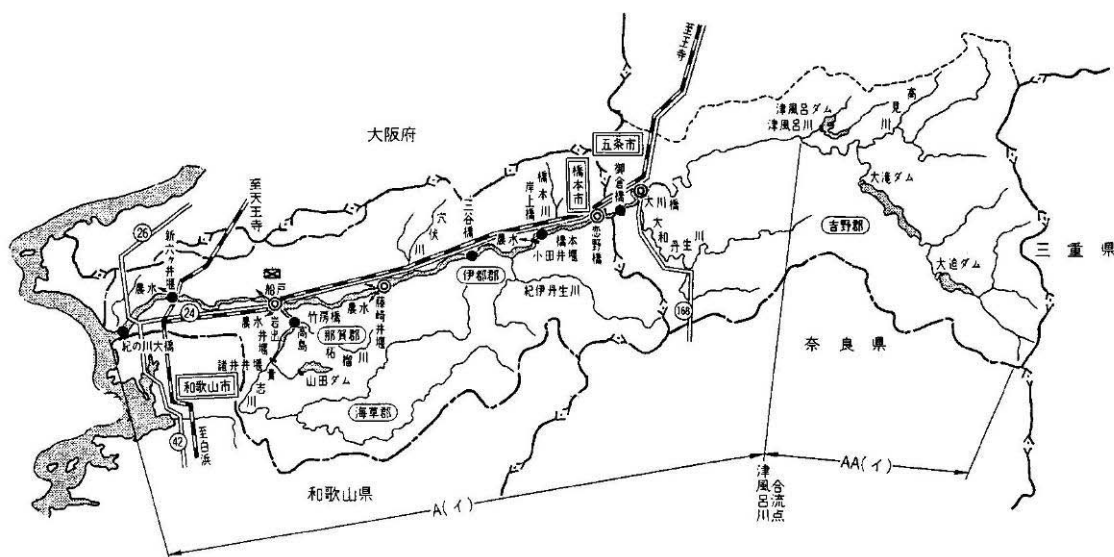 大阪府
至王寺
五条市
橋本市
御蔵橋
大川橋
大和丹生川
恋野橋
橋本川
岸上橋
農水
橋本
小田井堰
三谷橋
穴伏川
伊都郡
紀伊丹生川
168
津風呂ダム
津風呂川
高見川
大滝ダム
吉野郡
大迫ダム
三重県
奈良県
至天王寺
新六ヶ井堰
26
農水
24
船戸
農水
岩出井堰
竹房橋
農水
藤崎井堰
高島
那賀郡
柘榴川
諸井井堰
貴志川
山田ダム
紀の川大橋
和歌山市
海草郡
42
至白浜
和歌山県
A(イ)
津風呂川
合流点
AA(イ)